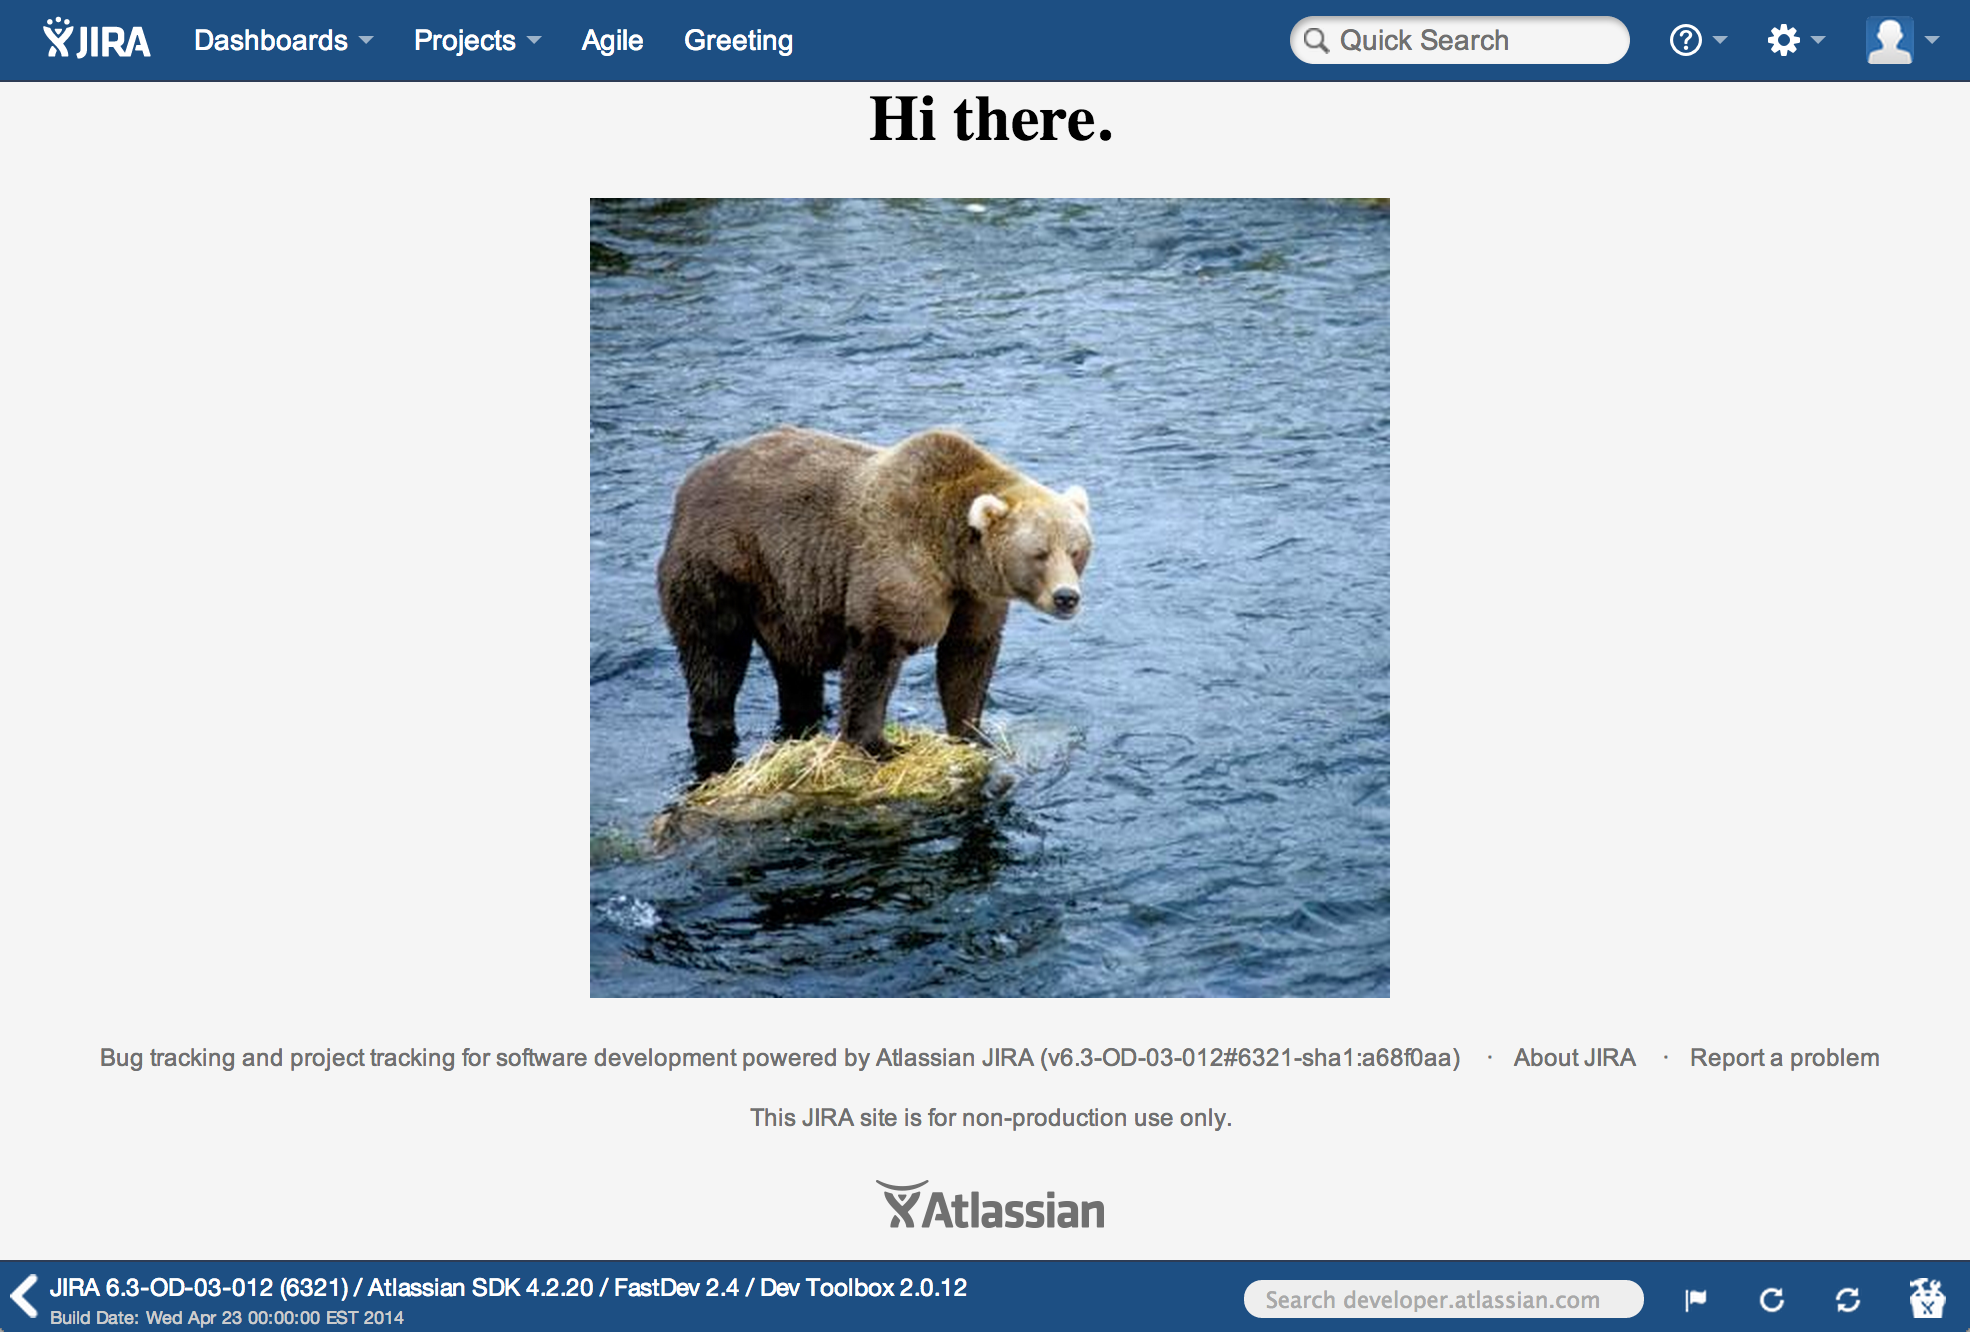 JIRA Dashboards Projects Agile Greeting Quick Search
Hi there.
Bug tracking and project tracking for software development powered by Atlassian JIRA (v6.3-OD-03-012#6321-sha1:a68f0aa) · About JIRA · Report a problem
This JIRA site is for non-production use only.
Atlassian
JIRA 6.3-OD-03-012 (6321) / Atlassian SDK 4.2.20 / FastDev 2.4 / Dev Toolbox 2.0.12
Build Date: Wed Apr 23 00:00:00 EST 2014
Search developer.atlassian.com